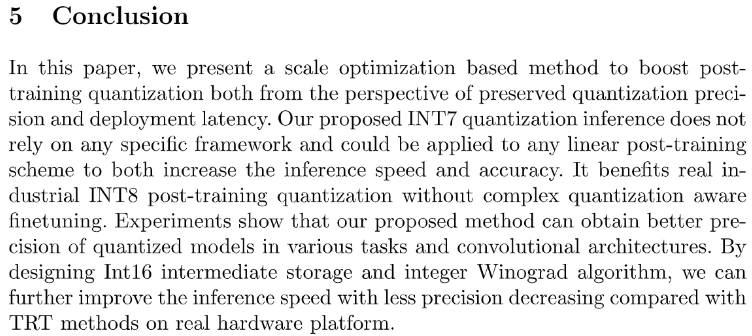 5 Conclusion
In this paper, we present a scale optimization based method to boost post-
training quantization both from the perspective of preserved quantization preci-
sion and deployment latency. Our proposed INT7 quantization inference does not
rely on any specific framework and could be applied to any linear post-training
scheme to both increase the inference speed and accuracy. It benefits real in-
dustrial INT8 post-training quantization without complex quantization aware
finetuning. Experiments show that our proposed method can obtain better pre-
cision of quantized models in various tasks and convolutional architectures. By
designing Int16 intermediate storage and integer Winograd algorithm, we can
further improve the inference speed with less precision decreasing compared with
TRT methods on real hardware platform.